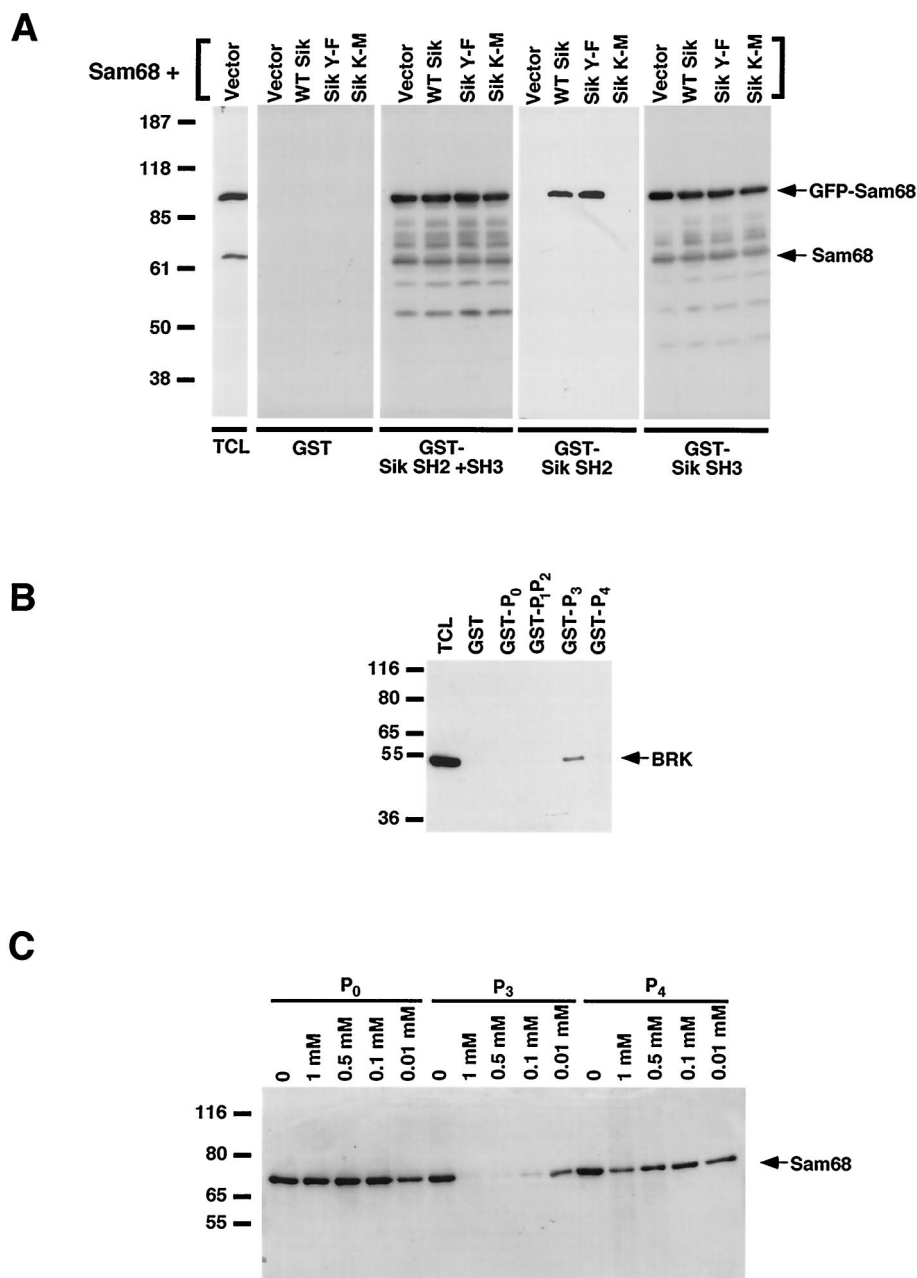 A
Sam68 + [ Vector Vector WT Sik Sik Y-F Sik K-M Vector WT Sik Sik Y-F Sik K-M Vector WT Sik Sik Y-F Sik K-M Vector WT Sik Sik Y-F Sik K-M ]
187
118
GFP-Sam68
85
Sam68
61
50
38
TCL GST GST- GST- GST-
Sik SH2 +SH3 Sik SH2 Sik SH3
B
TCL GST GST-P₀ GST-P₁P₂ GST-P₃ GST-P₄
116
80
65
55
BRK
36
C
P₀ P₃ P₄
0 1 mM 0.5 mM 0.1 mM 0.01 mM 0 1 mM 0.5 mM 0.1 mM 0.01 mM 0 1 mM 0.5 mM 0.1 mM 0.01 mM
116
80
Sam68
65
55